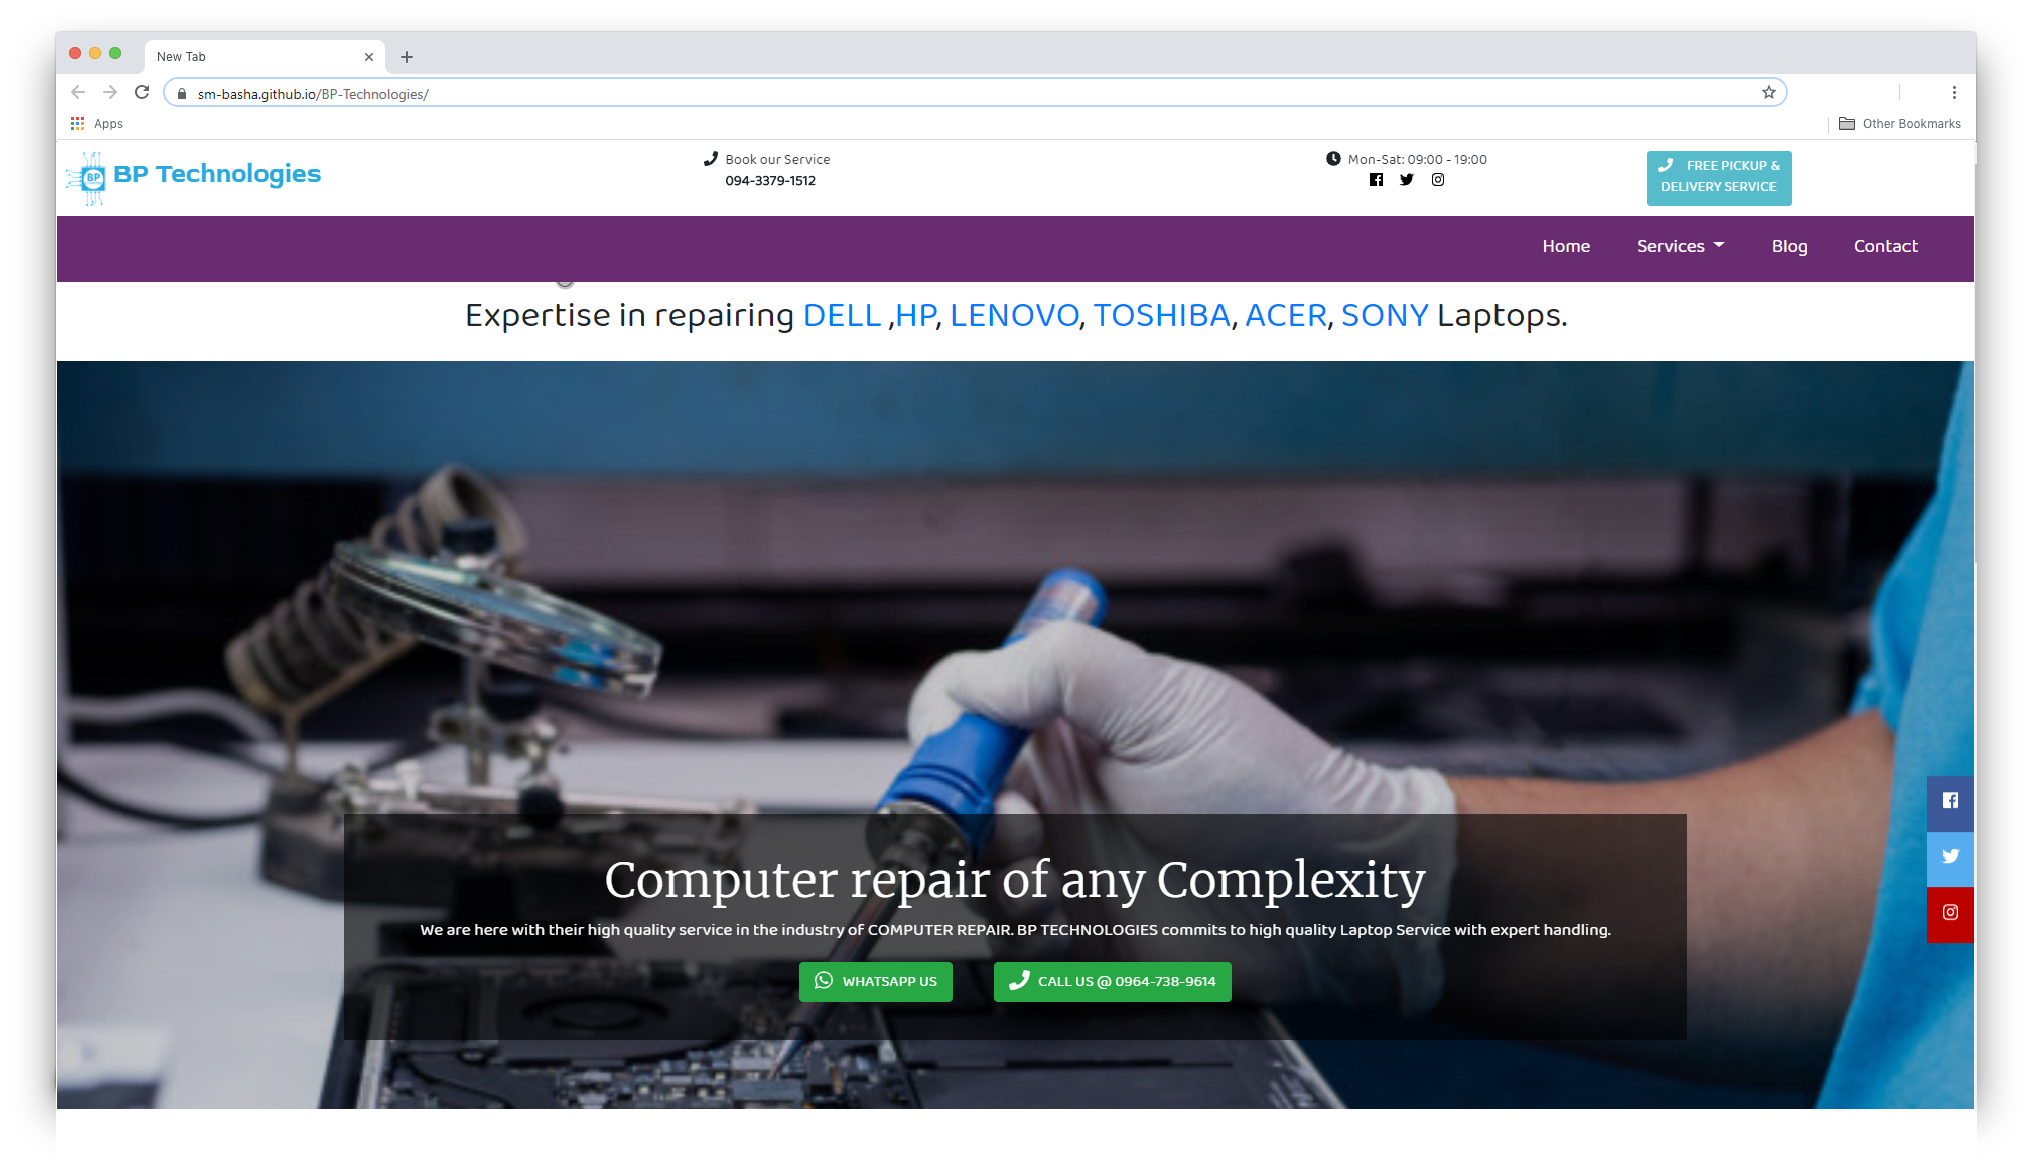 New Tab
sm-basha.github.io/BP-Technologies/
Apps
Other Bookmarks
BP
BP Technologies
Book our Service
094-3379-1512
Mon-Sat: 09:00 - 19:00
FREE PICKUP &
DELIVERY SERVICE
Home
Services
Blog
Contact
Expertise in repairing DELL ,HP, LENOVO, TOSHIBA, ACER, SONY Laptops.
Computer repair of any Complexity
We are here with their high quality service in the industry of COMPUTER REPAIR. BP TECHNOLOGIES commits to high quality Laptop Service with expert handling.
WHATSAPP US
CALL US @ 0964-738-9614